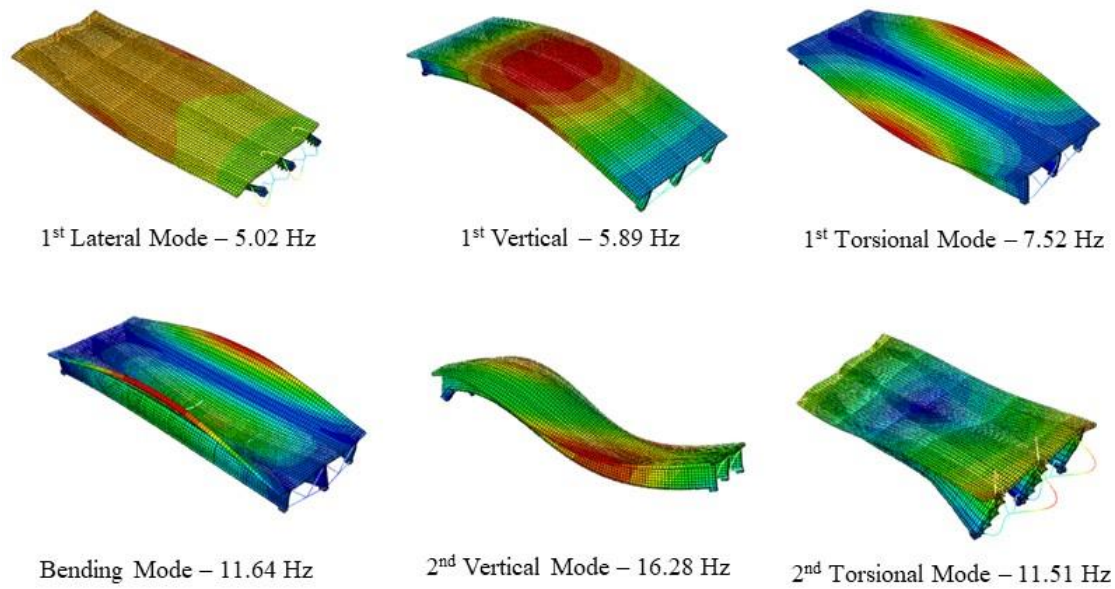 1st Lateral Mode – 5.02 Hz
1st Vertical – 5.89 Hz
1st Torsional Mode – 7.52 Hz
Bending Mode – 11.64 Hz
2nd Vertical Mode – 16.28 Hz
2nd Torsional Mode – 11.51 Hz